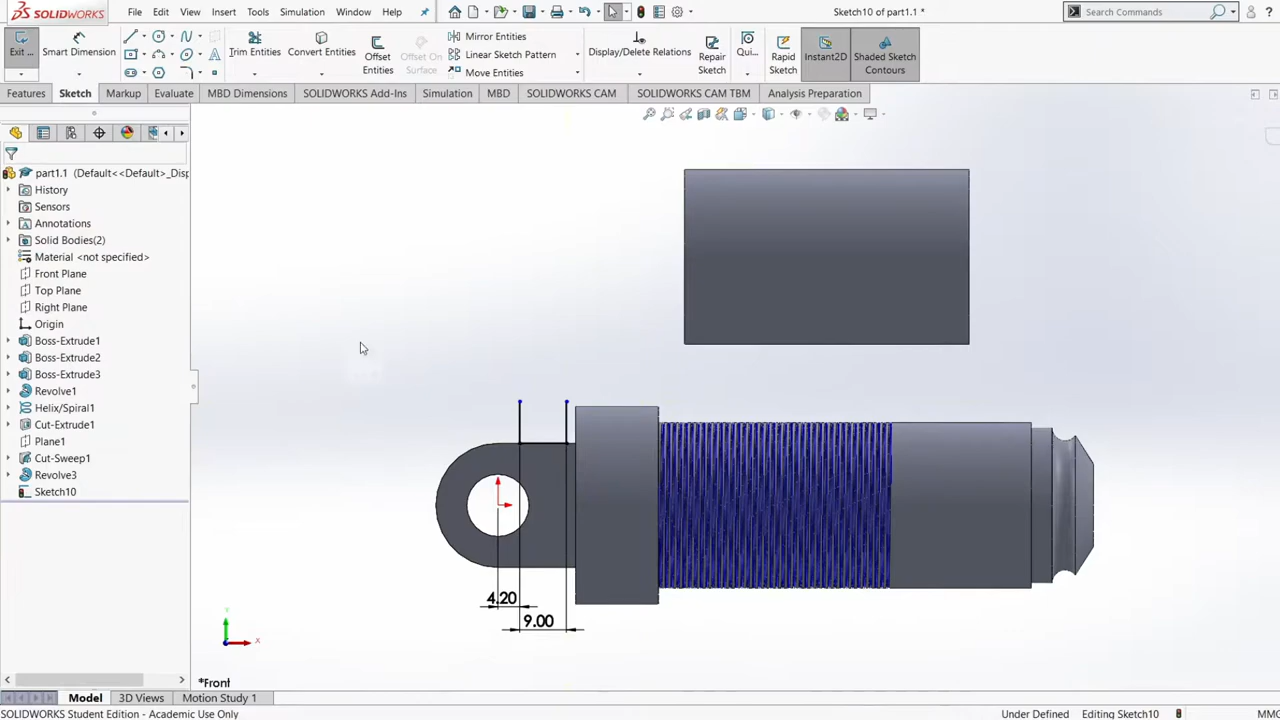 SOLIDWORKS
File
Edit
View
Insert
Tools
Simulation
Window
Help
Sketch10 of part1.1 *
Search Commands
Exit ...
Smart Dimension
Trim Entities
Convert Entities
Offset
Entities
Offset On
Surface
Mirror Entities
Linear Sketch Pattern
Move Entities
Display/Delete Relations
Repair
Sketch
Qui...
Rapid
Sketch
Instant2D
Shaded Sketch
Contours
Features
Sketch
Markup
Evaluate
MBD Dimensions
SOLIDWORKS Add-Ins
Simulation
MBD
SOLIDWORKS CAM
SOLIDWORKS CAM TBM
Analysis Preparation
part1.1 (Default<<Default>_Disp
History
Sensors
Annotations
Solid Bodies(2)
Material <not specified>
Front Plane
Top Plane
Right Plane
Origin
Boss-Extrude1
Boss-Extrude2
Boss-Extrude3
Revolve1
Helix/Spiral1
Cut-Extrude1
Plane1
Cut-Sweep1
Revolve3
Sketch10
4.20
9.00
Y
X
*Front
Model
3D Views
Motion Study 1
SOLIDWORKS Student Edition - Academic Use Only
Under Defined
Editing Sketch10
MMG